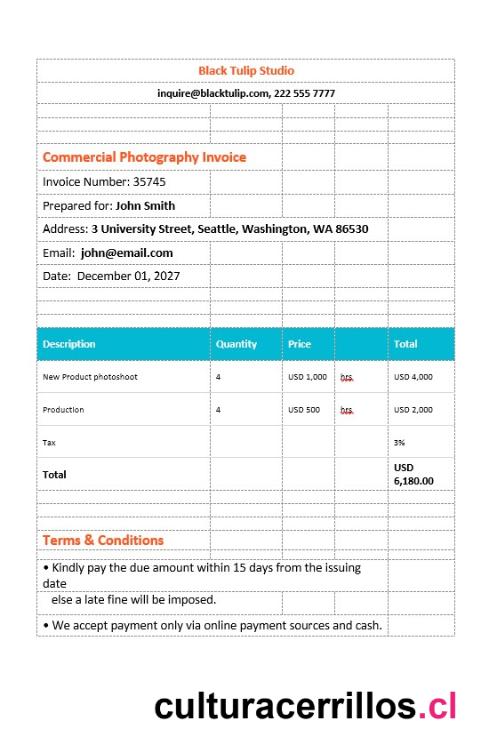 Black Tulip Studio
inquire@blacktulip.com, 222 555 7777
Commercial Photography Invoice
Invoice Number: 35745
Prepared for: John Smith
Address: 3 University Street, Seattle, Washington, WA 86530
Email: john@email.com
Date: December 01, 2027
Description Quantity Price Total
New Product photoshoot 4 USD 1,000 hrs. USD 4,000
Production 4 USD 500 hrs. USD 2,000
Tax 3%
Total USD
6,180.00
Terms & Conditions
• Kindly pay the due amount within 15 days from the issuing
date
else a late fine will be imposed.
• We accept payment only via online payment sources and cash.
culturacerrillos.cl